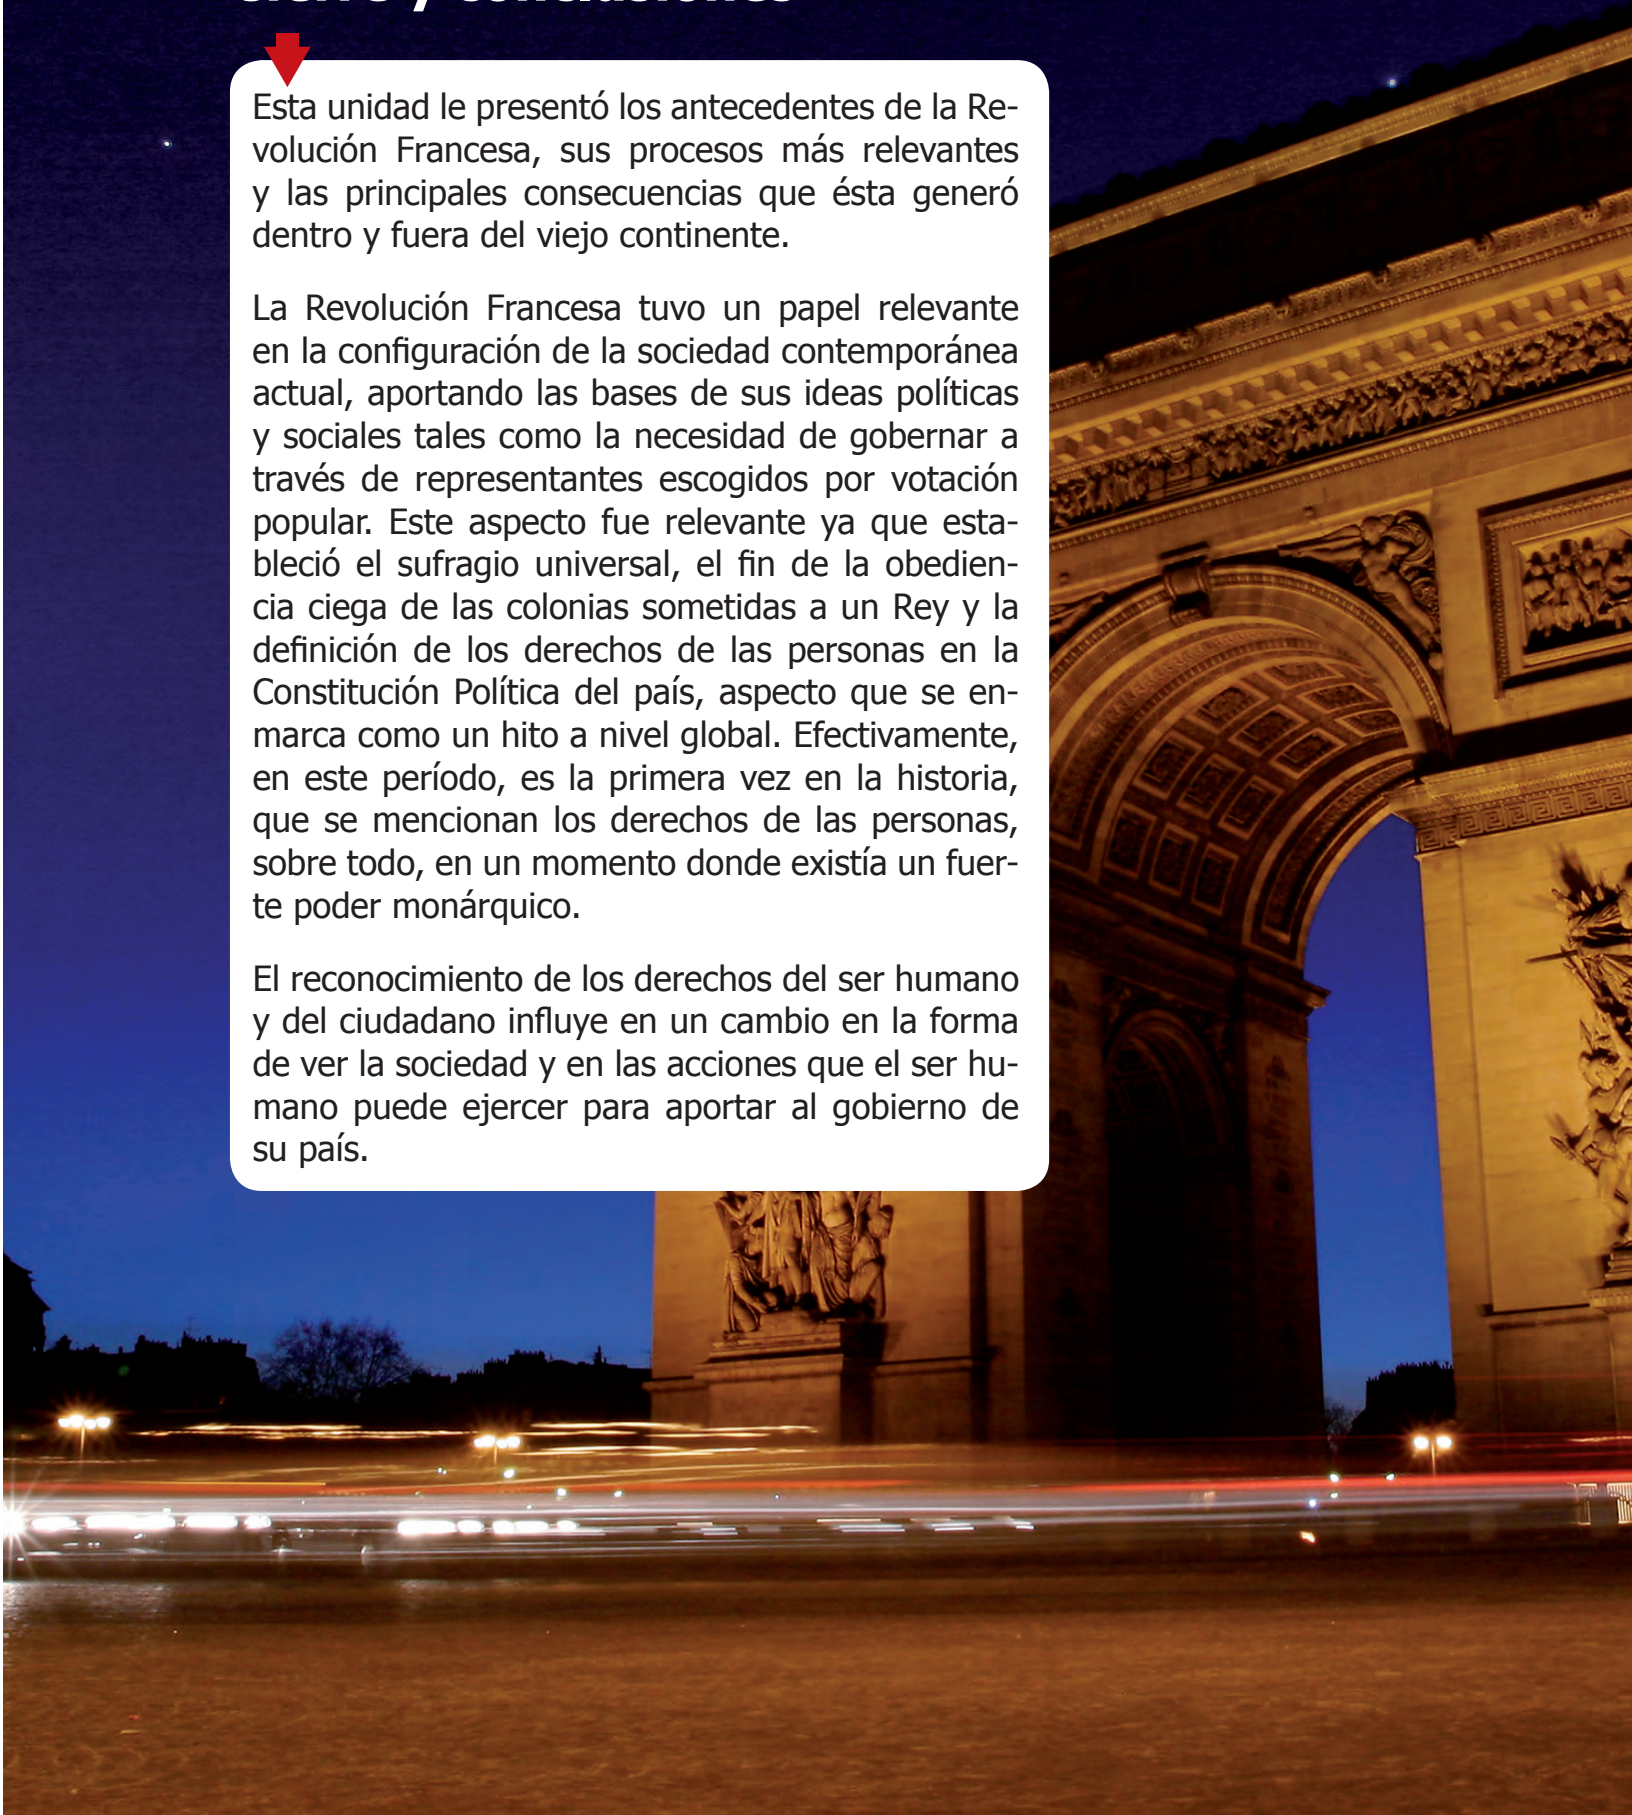 y conclusiones
Esta unidad le presentó los antecedentes de la Re-
volución Francesa, sus procesos más relevantes
y las principales consecuencias que ésta generó
dentro y fuera del viejo continente.
La Revolución Francesa tuvo un papel relevante
en la configuración de la sociedad contemporánea
actual, aportando las bases de sus ideas políticas
y sociales tales como la necesidad de gobernar a
través de representantes escogidos por votación
popular. Este aspecto fue relevante ya que esta-
bleció el sufragio universal, el fin de la obedien-
cia ciega de las colonias sometidas a un Rey y la
definición de los derechos de las personas en la
Constitución Política del país, aspecto que se en-
marca como un hito a nivel global. Efectivamente,
en este período, es la primera vez en la historia,
que se mencionan los derechos de las personas,
sobre todo, en un momento donde existía un fuer-
te poder monárquico.
El reconocimiento de los derechos del ser humano
y del ciudadano influye en un cambio en la forma
de ver la sociedad y en las acciones que el ser hu-
mano puede ejercer para aportar al gobierno de
su país.